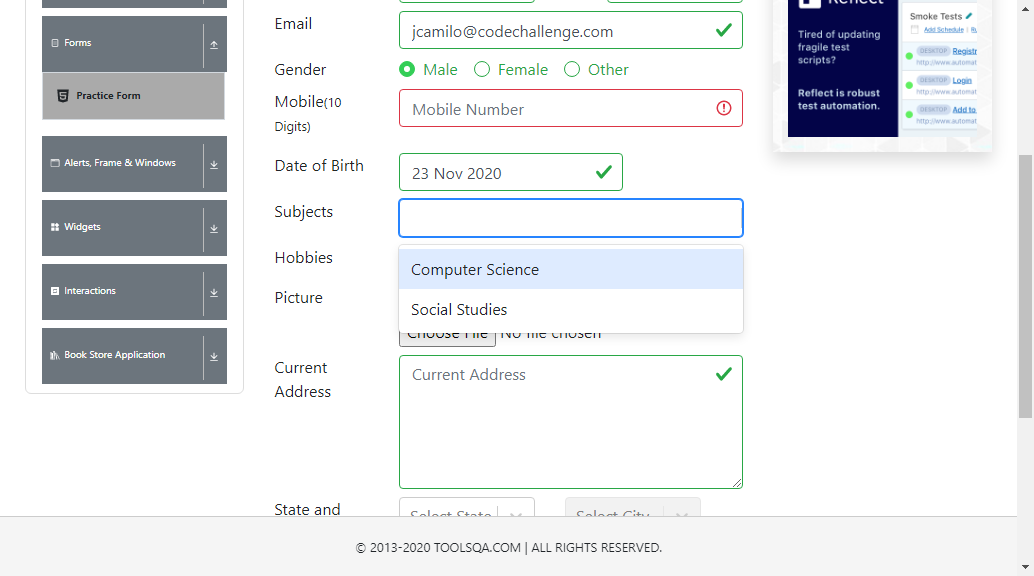 Forms
Practice Form
Alerts, Frame & Windows
Widgets
Interactions
Book Store Application
Email
jcamilo@codechallenge.com
Gender
Male Female Other
Mobile(10
Digits)
Mobile Number
Date of Birth
23 Nov 2020
Subjects
Hobbies
Computer Science
Social Studies
Picture
Choose File No file chosen
Current
Address
Current Address
State and
Select State
Select City
Reflect
Tired of updating
fragile test
scripts?
Reflect is robust
test automation.
Smoke Tests
Add Schedule
DESKTOP Registr
http://www.automat
DESKTOP Login
http://www.automat
DESKTOP Add to
http://www.automat
© 2013-2020 TOOLSQA.COM | ALL RIGHTS RESERVED.